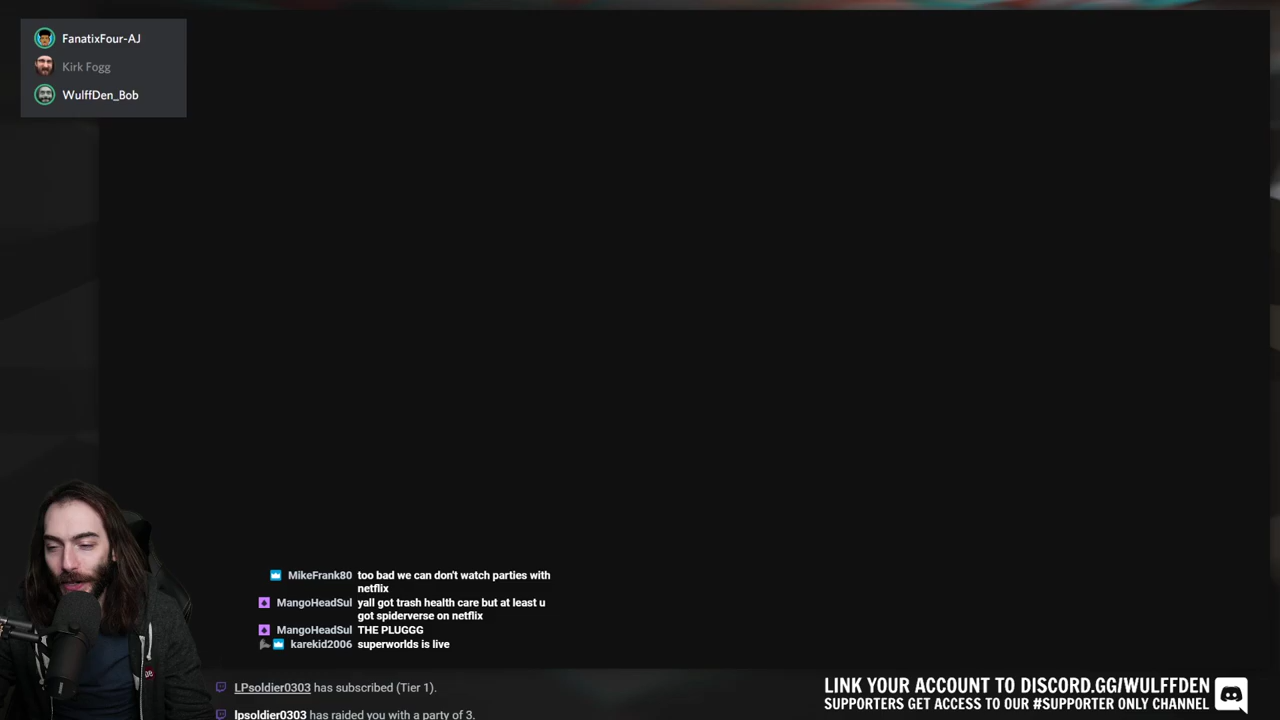 FanatixFour-AJ
Kirk Fogg
WulffDen_Bob
MikeFrank80 too bad we can don't watch parties with
netflix
MangoHeadSul yall got trash health care but at least u
got spiderverse on netflix
MangoHeadSul THE PLUGGG
karekid2006 superworlds is live
LPsoldier0303 has subscribed (Tier 1).
lpsoldier0303 has raided you with a party of 3.
LINK YOUR ACCOUNT TO DISCORD.GG/WULFFDEN
SUPPORTERS GET ACCESS TO OUR #SUPPORTER ONLY CHANNEL